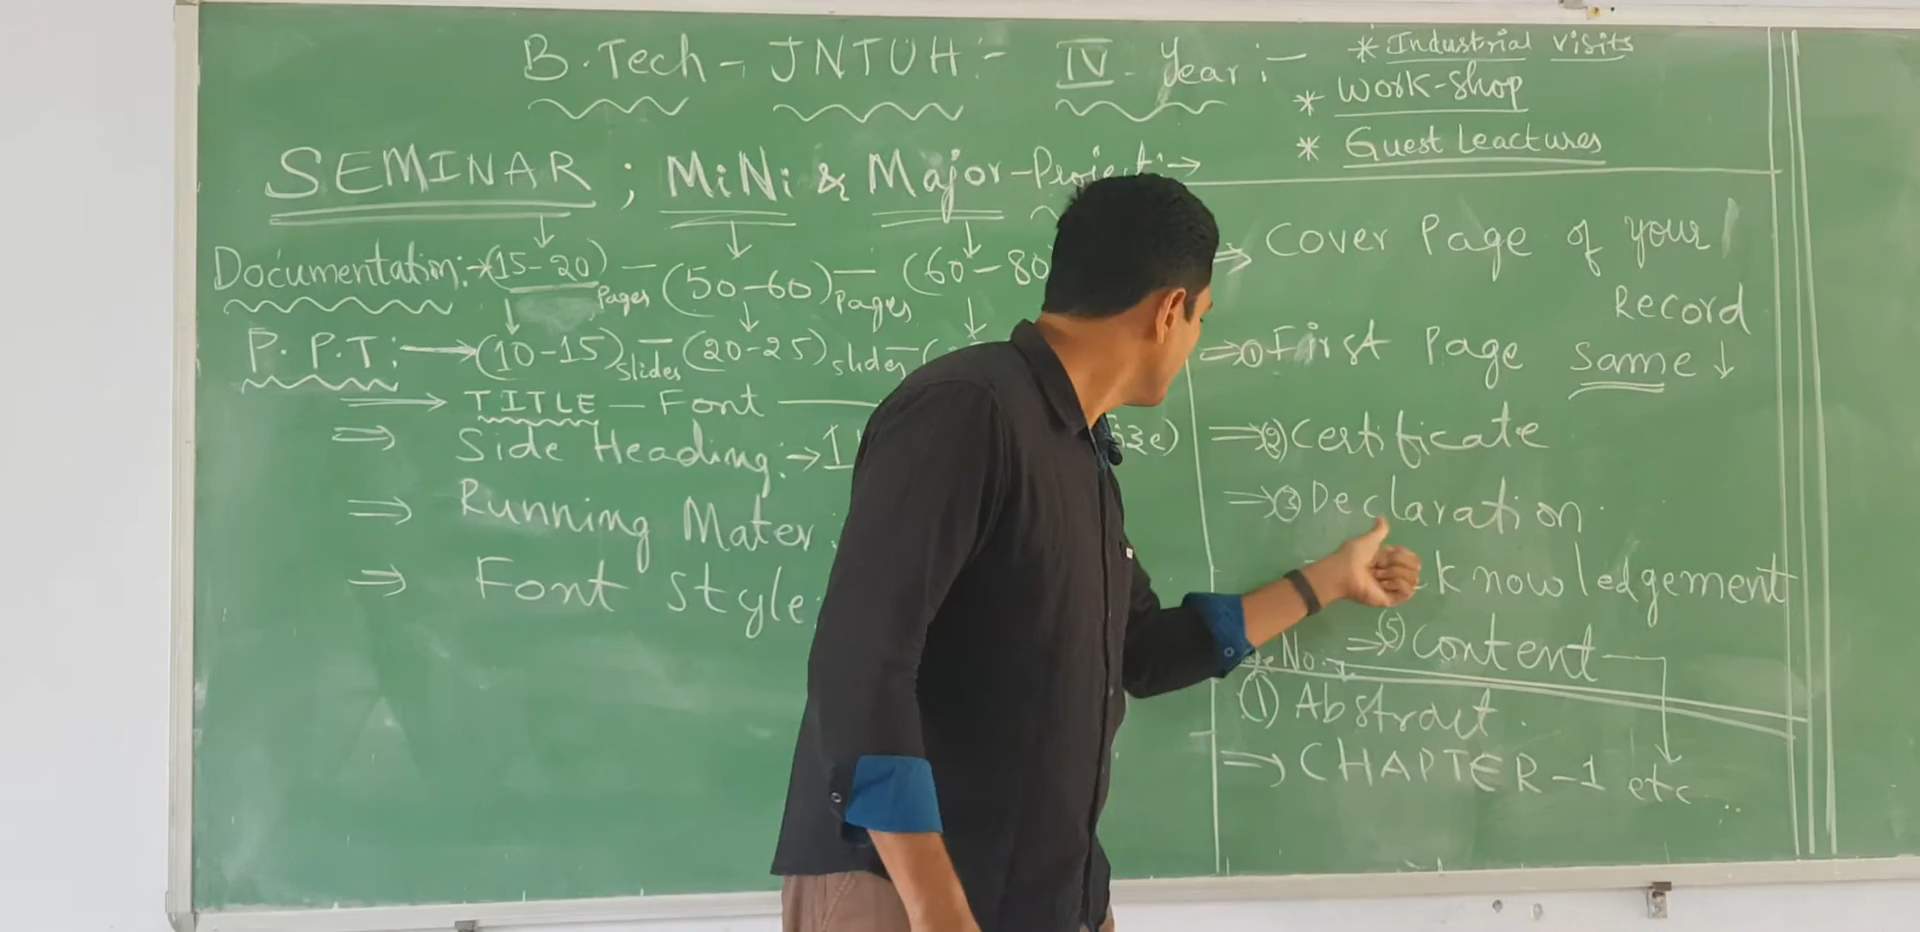 B.Tech - JNTUH :- IV - Year :-
* Industrial Visits
* Work-Shop
* Guest Leactures
SEMINAR ; MiNi & Major - Project :→
Documentation :→ (15-20) Pages - (50-60) Pages - (60-80
P.P.T: → (10-15) slides - (20-25) slides - (
⇒ TITLE - Font
⇒ Side Heading :→ 1
⇒ Running Mater :
⇒ Font Style :
⇒ Cover Page of your
Record
⇒ ① First Page Same ↓
⇒ ② Certificate
⇒ ③ Declaration.
knowledgement
No. ⇒ ⑤ Content
① Abstract.
⇒ CHAPTER-1 etc...